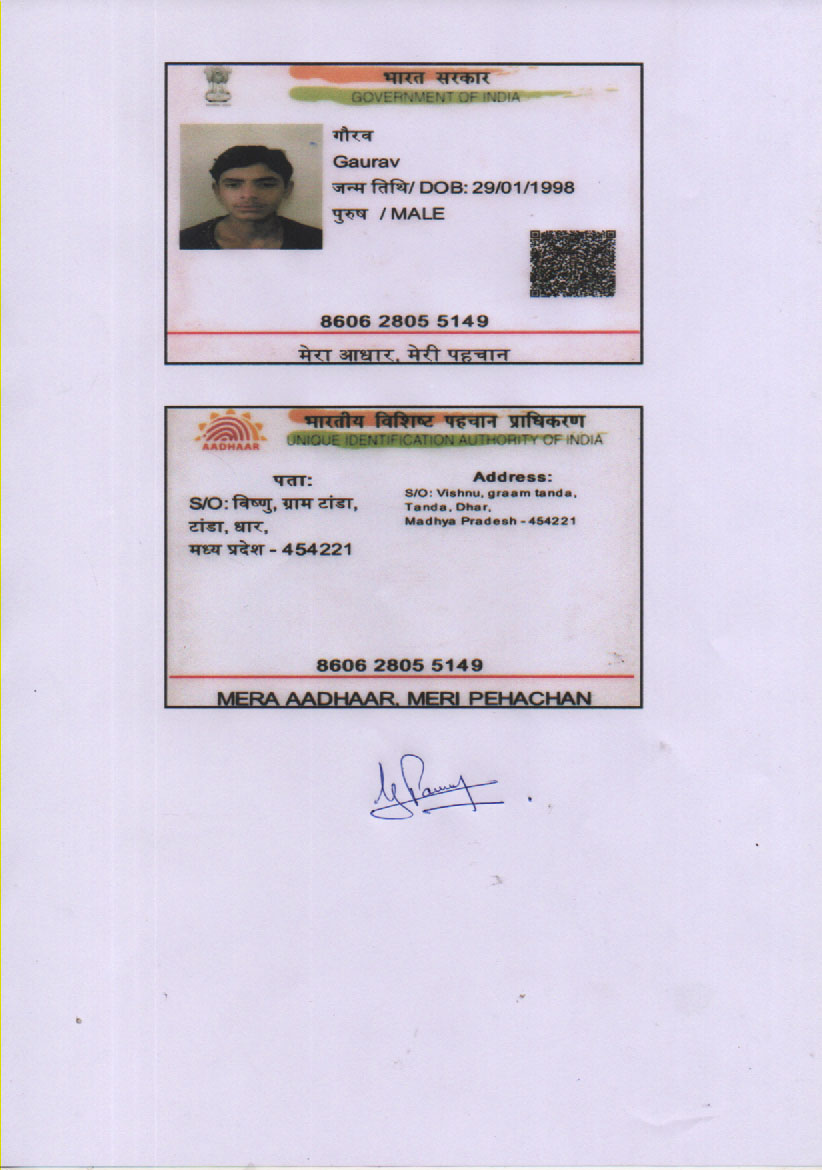 भारत सरकार
GOVERNMENT OF INDIA
गौरव
Gaurav
जन्म तिथि/ DOB: 29/01/1998
पुरुष / MALE
8606 2805 5149
मेरा आधार, मेरी पहचान
भारतीय विशिष्ट पहचान प्राधिकरण
UNIQUE IDENTIFICATION AUTHORITY OF INDIA
AADHAAR
पता:
S/O: विष्णु, ग्राम टांडा,
टांडा, धार,
मध्य प्रदेश - 454221
Address:
S/O: Vishnu, graam tanda,
Tanda, Dhar,
Madhya Pradesh - 454221
8606 2805 5149
MERA AADHAAR, MERI PEHACHAN